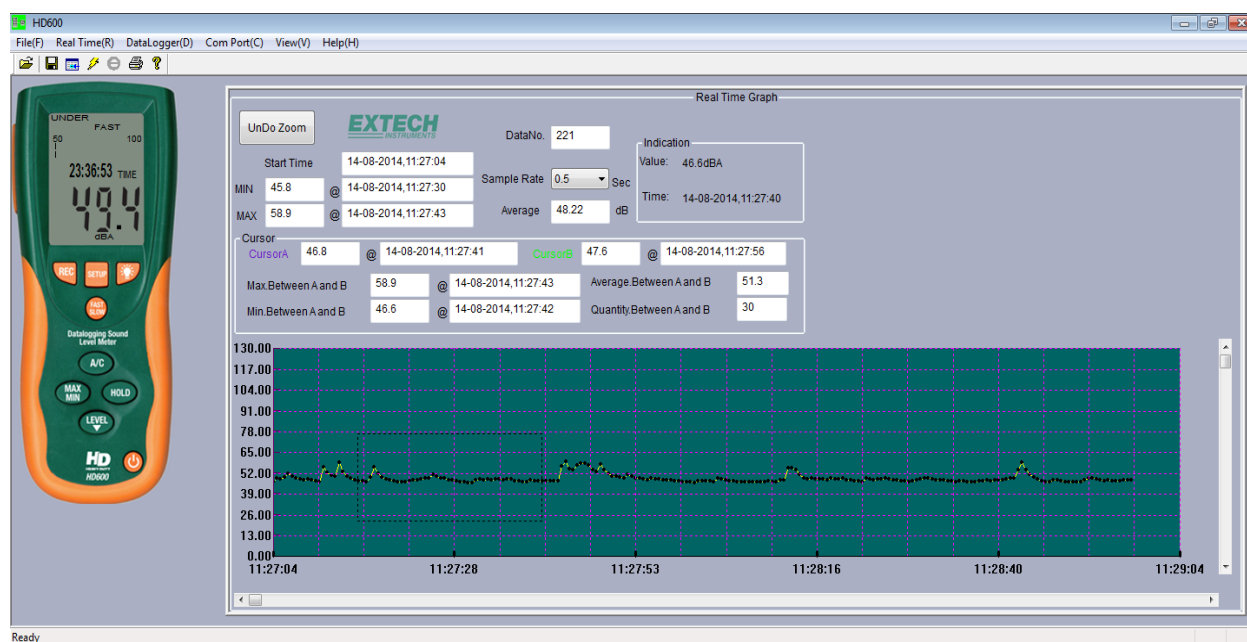 HD600
File(F) Real Time(R) DataLogger(D) Com Port(C) View(V) Help(H)
UNDER
FAST
50 100
23:36:53 TIME
49.4
dBA
REC SETUP
FAST SLOW
Datalogging Sound
Level Meter
A/C
MAX MIN HOLD
LEVEL
HD
HEAVY DUTY
HD600
Real Time Graph
UnDo Zoom EXTECH INSTRUMENTS DataNo. 221
Start Time 14-08-2014,11:27:04
MIN 45.8 @ 14-08-2014,11:27:30 Sample Rate 0.5 Sec
MAX 58.9 @ 14-08-2014,11:27:43 Average 48.22 dB
Indication
Value: 46.6dBA
Time: 14-08-2014,11:27:40
Cursor
CursorA 46.8 @ 14-08-2014,11:27:41 CursorB 47.6 @ 14-08-2014,11:27:56
Max.Between A and B 58.9 @ 14-08-2014,11:27:43 Average.Between A and B 51.3
Min.Between A and B 46.6 @ 14-08-2014,11:27:42 Quantity.Between A and B 30
130.00
117.00
104.00
91.00
78.00
65.00
52.00
39.00
26.00
13.00
0.00
11:27:04 11:27:28 11:27:53 11:28:16 11:28:40 11:29:04
Ready